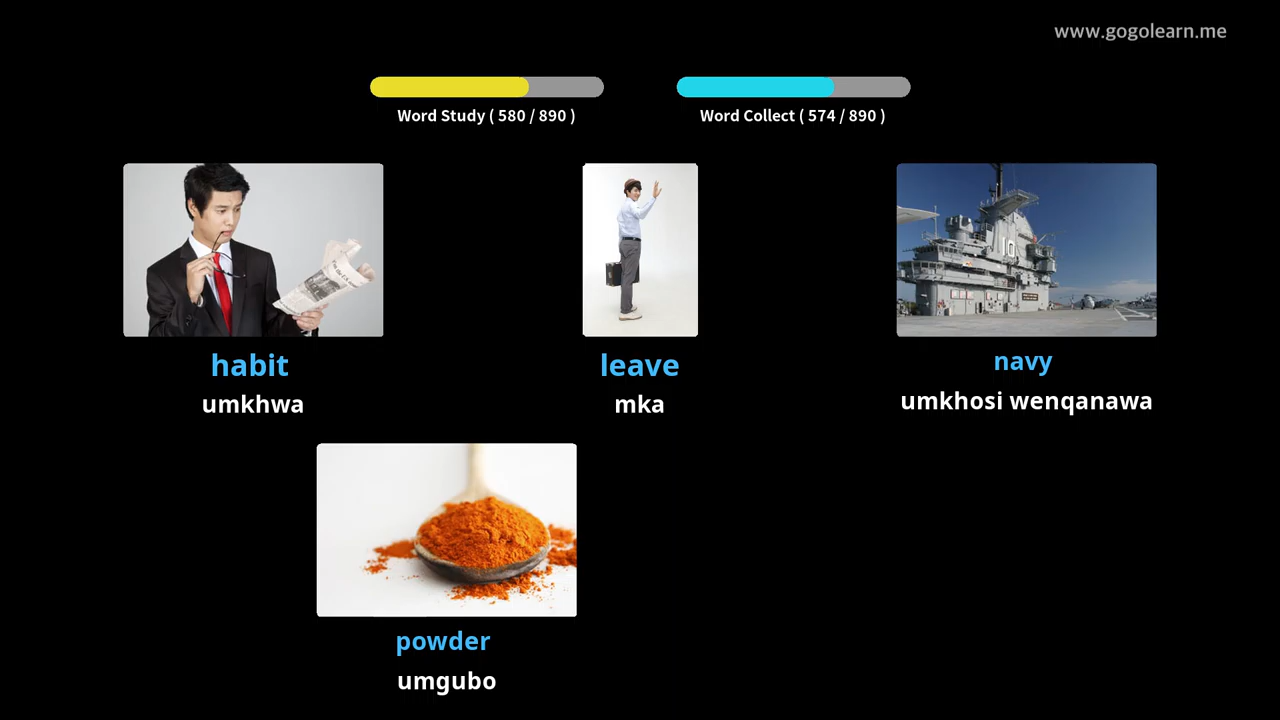 www.gogolearn.me
Word Study ( 580 / 890 )
Word Collect ( 574 / 890 )
16
habit
umkhwa
leave
mka
navy
umkhosi wenqanawa
powder
umgubo